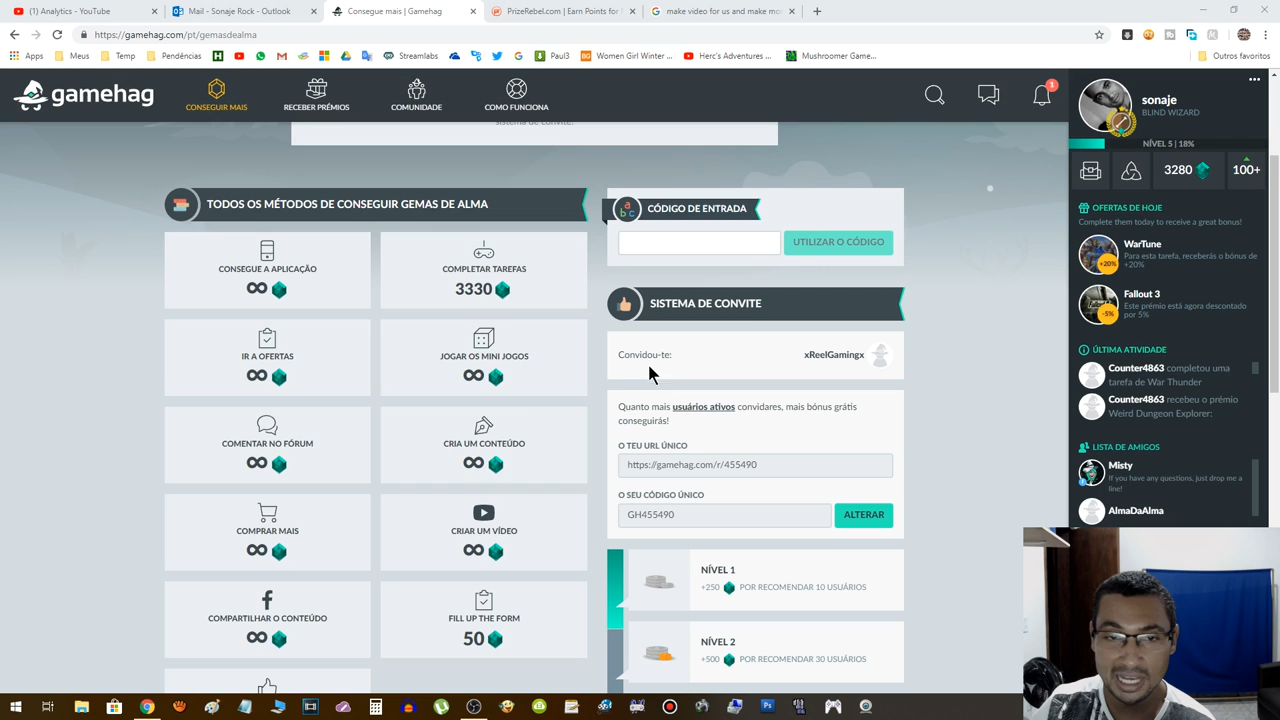 (1) Analytics - YouTube
Mail - Sonaje Rock - Outlook
Consegue mais | Gamehag
PrizeRebel.com | Earn Points for
make video for us and make mon
https://gamehag.com/pt/gemasdealma
Apps
Meus
Temp
Pendências
Streamlabs
Paul3
Women Girl Winter ...
Herc's Adventures ...
Mushroomer Game...
Outros favoritos
gamehag
CONSEGUIR MAIS
RECEBER PRÉMIOS
COMUNIDADE
COMO FUNCIONA
1
sistema de convite.
sonaje
BLIND WIZARD
NÍVEL 5 | 18%
3280
100+
TODOS OS MÉTODOS DE CONSEGUIR GEMAS DE ALMA
CONSEGUE A APLICAÇÃO
∞
COMPLETAR TAREFAS
3330
IR A OFERTAS
∞
JOGAR OS MINI JOGOS
∞
COMENTAR NO FÓRUM
∞
CRIA UM CONTEÚDO
∞
COMPRAR MAIS
∞
CRIAR UM VÍDEO
∞
COMPARTILHAR O CONTEÚDO
∞
FILL UP THE FORM
50
a b c
CÓDIGO DE ENTRADA
UTILIZAR O CÓDIGO
SISTEMA DE CONVITE
Convidou-te:
xReelGamingx
Quanto mais usuários ativos convidares, mais bónus grátis
conseguirás!
O TEU URL ÚNICO
https://gamehag.com/r/455490
O SEU CÓDIGO ÚNICO
GH455490
ALTERAR
NÍVEL 1
+250 POR RECOMENDAR 10 USUÁRIOS
NÍVEL 2
+500 POR RECOMENDAR 30 USUÁRIOS
OFERTAS DE HOJE
Complete them today to receive a great bonus!
WarTune
Para esta tarefa, receberás o bónus de
+20%
+20%
Fallout 3
Este prémio está agora descontado
por 5%
-5%
ÚLTIMA ATIVIDADE
Counter4863 completou uma
tarefa de War Thunder
Counter4863 recebeu o prémio
Weird Dungeon Explorer:
LISTA DE AMIGOS
Misty
If you have any questions, just drop me a
line!
AlmaDaAlma